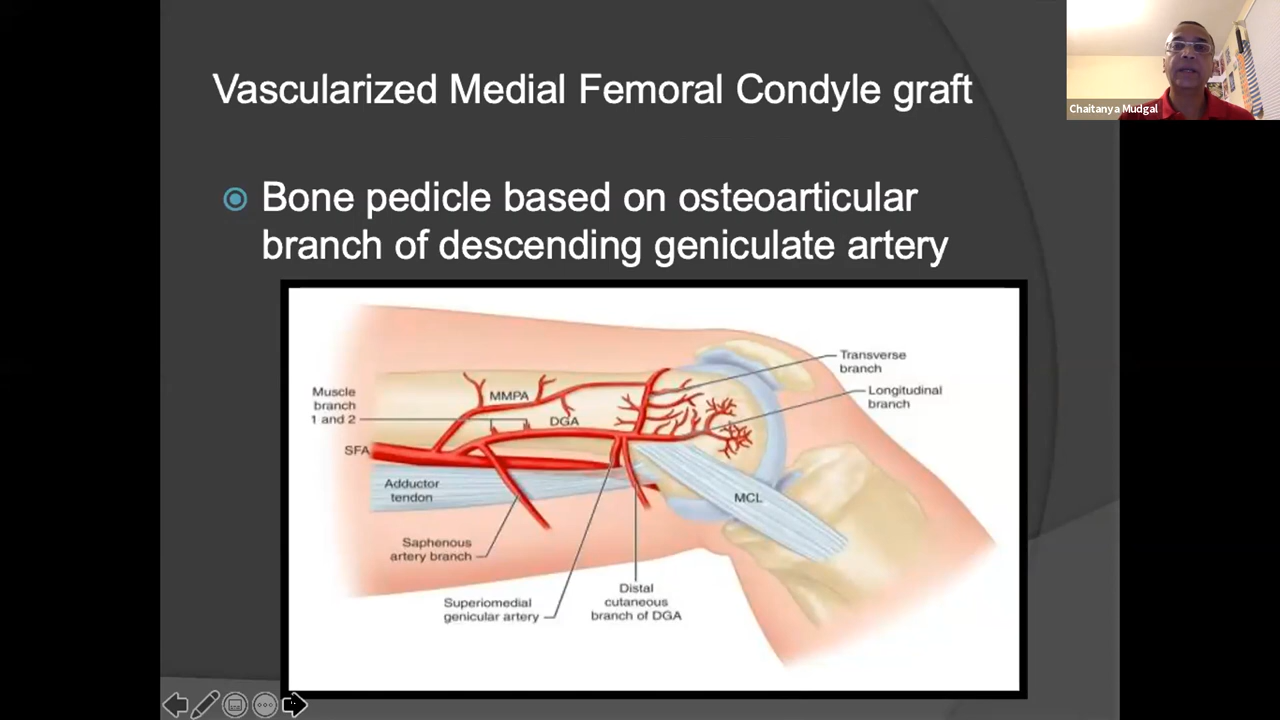 Vascularized Medial Femoral Condyle graft
Chaitanya Mudgal
Bone pedicle based on osteoarticular
branch of descending geniculate artery
Transverse
branch
Longitudinal
branch
Muscle
branch
1 and 2
MMPA
DGA
SFA
Adductor
tendon
MCL
Saphenous
artery branch
Superiomedial
genicular artery
Distal
cutaneous
branch of DGA